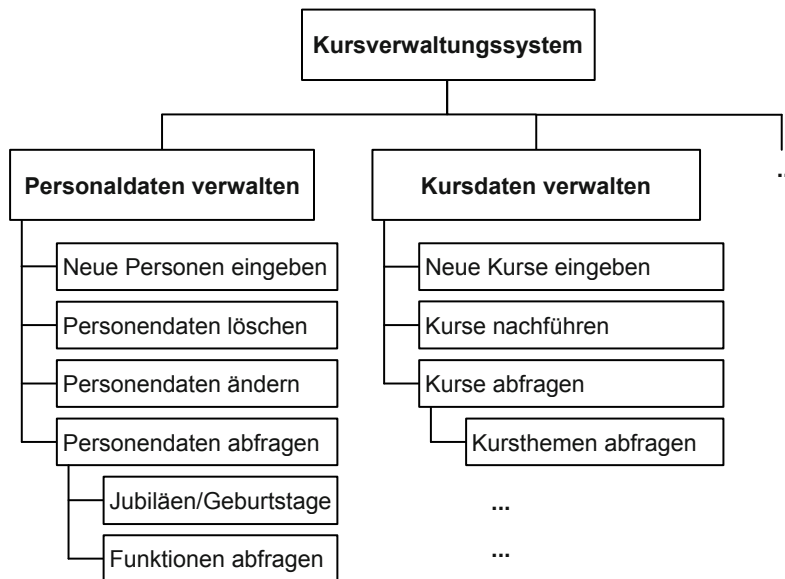 Kursverwaltungssystem
Personaldaten verwalten
Kursdaten verwalten
..
Neue Personen eingeben
Personendaten löschen
Personendaten ändern
Personendaten abfragen
Jubiläen/Geburtstage
Funktionen abfragen
Neue Kurse eingeben
Kurse nachführen
Kurse abfragen
Kursthemen abfragen
...
...